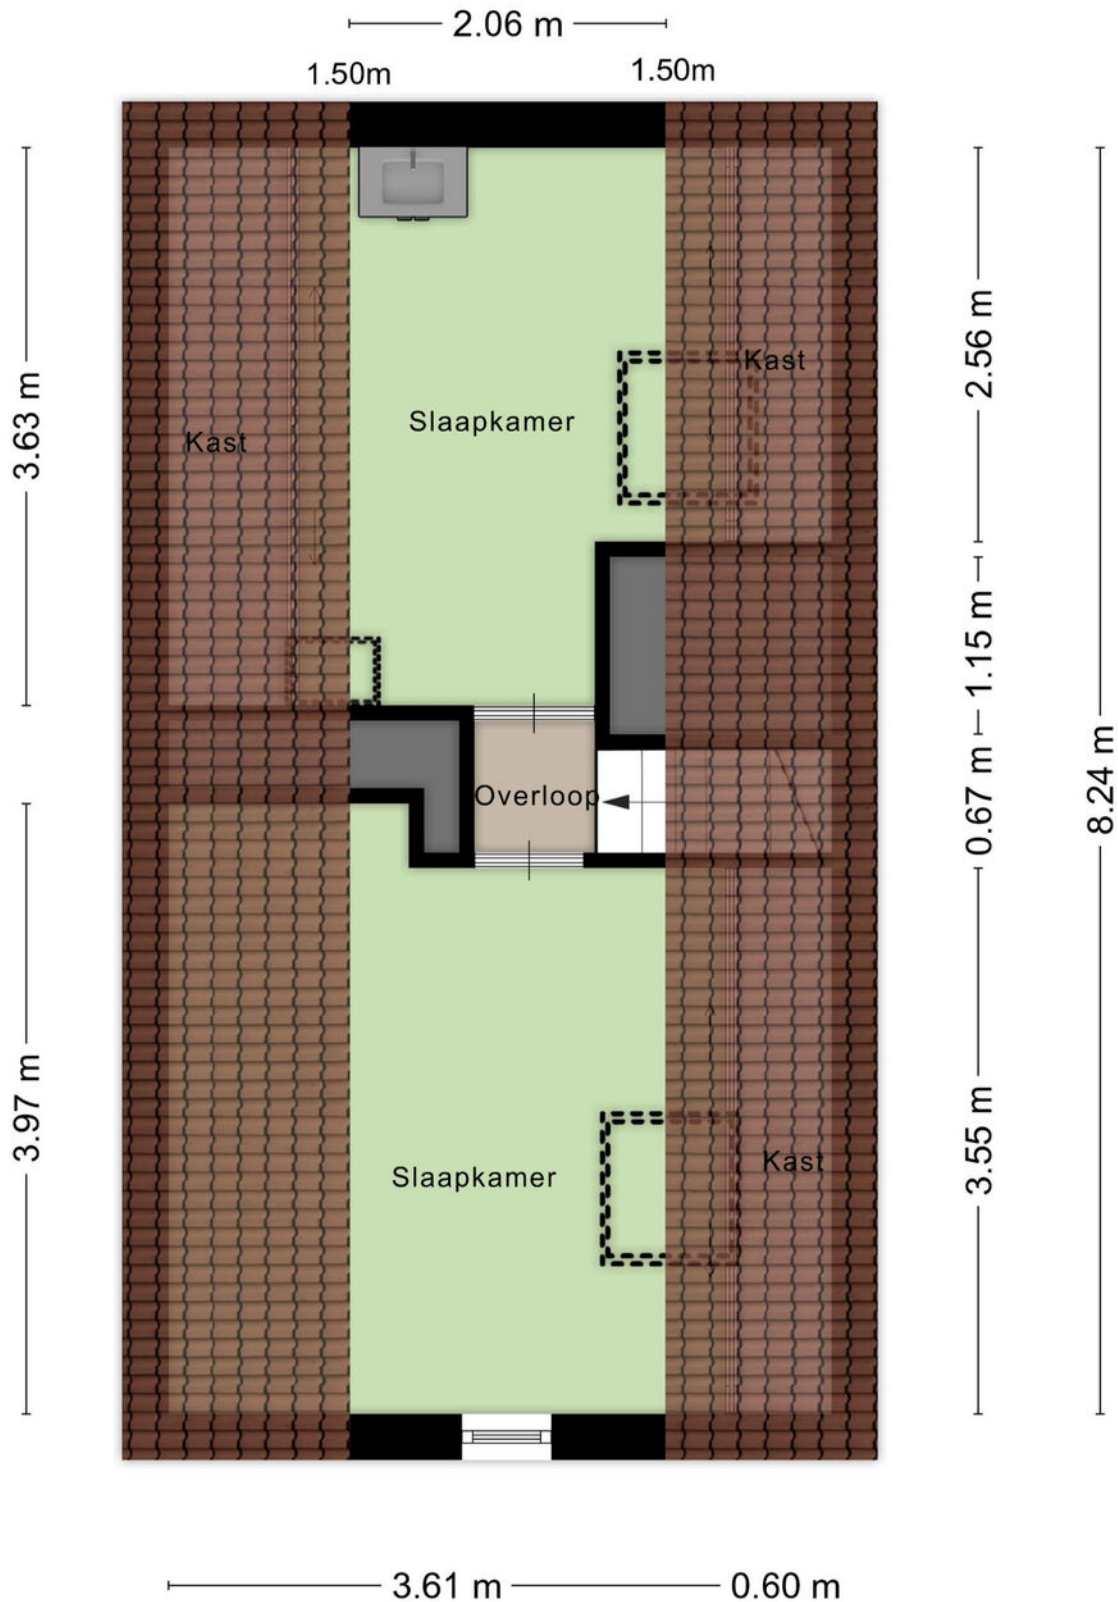 2.06 m
1.50m
1.50m
3.63 m
2.56 m
Kast
Slaapkamer
Kast
1.15 m
0.67 m
8.24 m
Overloop
3.97 m
3.55 m
Slaapkamer
Kast
3.61 m
0.60 m